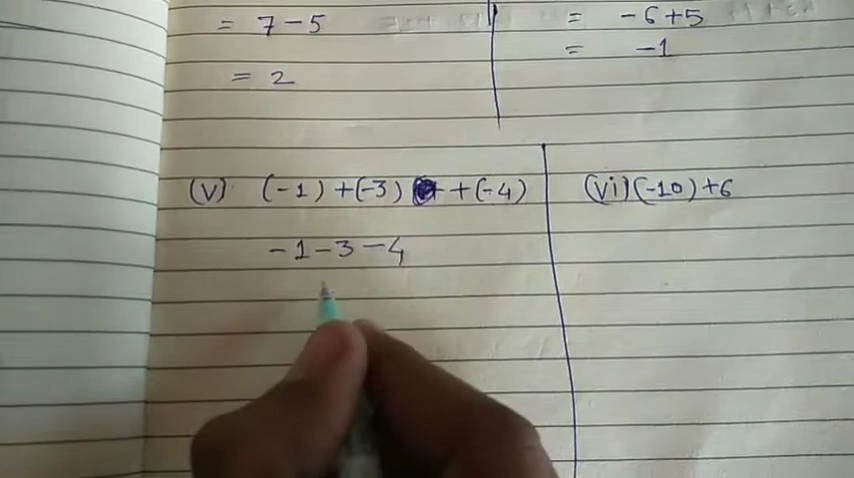 = 7-5
= 2
= -6+5
= -1
(v) (-1) +(-3) + (-4)
-1-3-4
(vi) (-10)+6